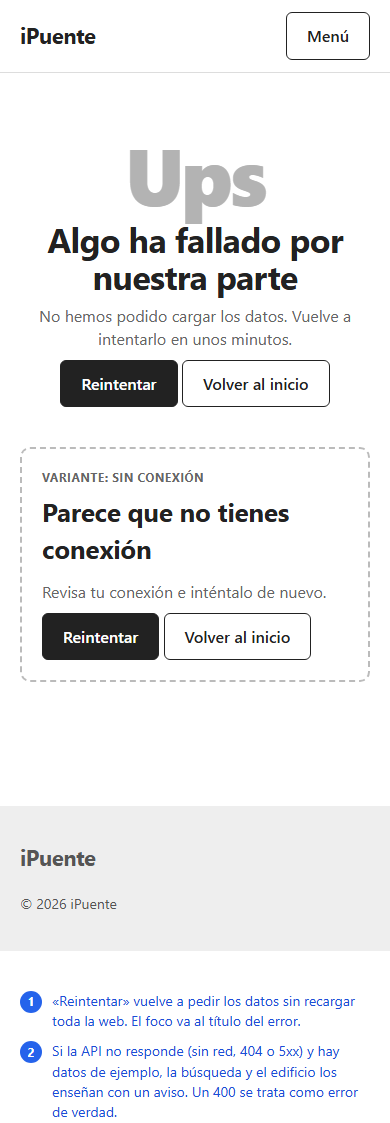 iPuente
Menú
Ups
Algo ha fallado por
nuestra parte
No hemos podido cargar los datos. Vuelve a
intentarlo en unos minutos.
Reintentar
Volver al inicio
VARIANTE: SIN CONEXIÓN
Parece que no tienes
conexión
Revisa tu conexión e inténtalo de nuevo.
Reintentar
Volver al inicio
iPuente
© 2026 iPuente
1 «Reintentar» vuelve a pedir los datos sin recargar
toda la web. El foco va al título del error.
2 Si la API no responde (sin red, 404 o 5xx) y hay
datos de ejemplo, la búsqueda y el edificio los
enseñan con un aviso. Un 400 se trata como error
de verdad.